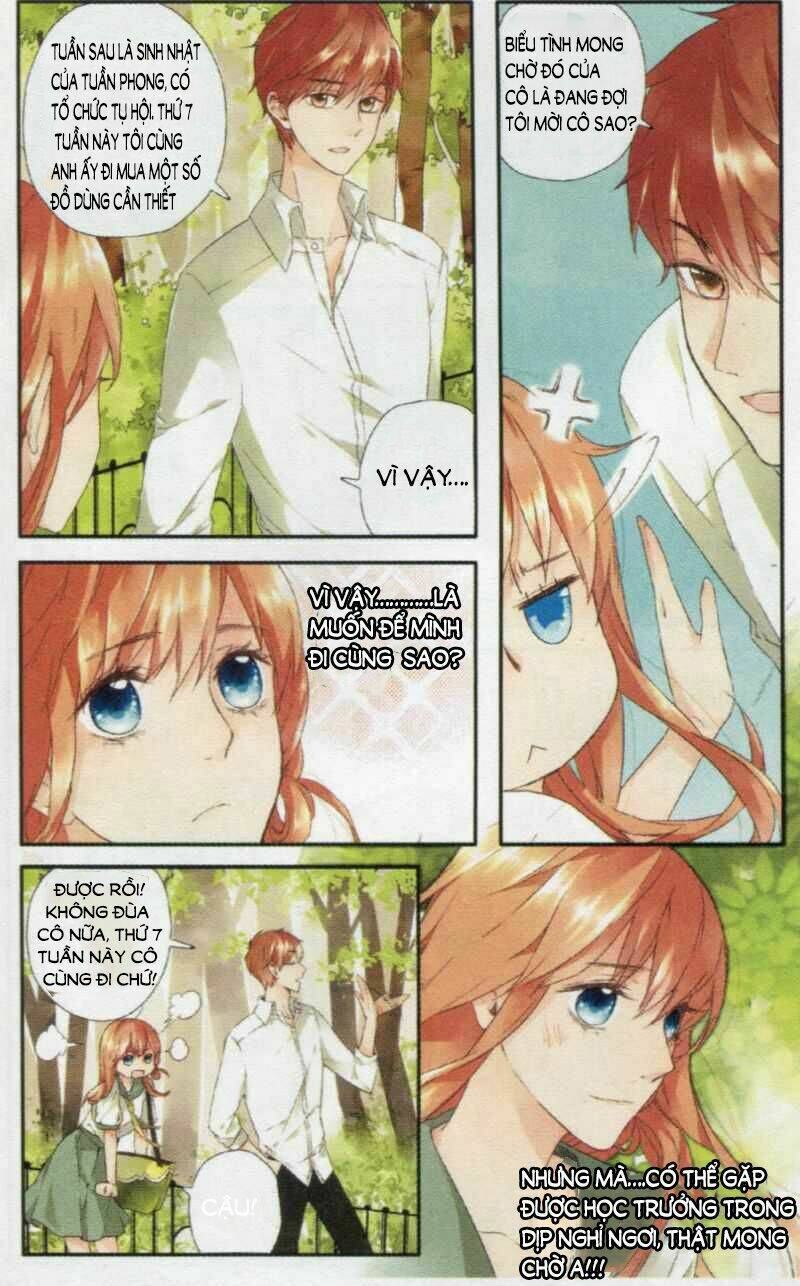 TUẦN SAU LÀ SINH NHẬT
CỦA TUẤN PHONG, CÓ
TỔ CHỨC TỤ HỘI. THỨ 7
TUẦN NÀY TÔI CÙNG
ANH ẤY ĐI MUA MỘT SỐ
ĐỒ DÙNG CẦN THIẾT
VÌ VẬY....
BIỂU TÌNH MONG
CHỜ ĐÓ CỦA
CÔ LÀ ĐANG ĐỢI
TÔI MỜI CÔ SAO?
VÌ VẬY............LÀ
MUỐN ĐỂ MÌNH
ĐI CÙNG SAO?
ĐƯỢC RỒI!
KHÔNG ĐÙA
CÔ NỮA, THỨ 7
TUẦN NÀY CÔ
CÙNG ĐI CHỨ!
CẬU!
NHƯNG MÀ....CÓ THỂ GẶP
ĐƯỢC HỌC TRƯỞNG TRONG
DỊP NGHỈ NGƠI, THẬT MONG
CHỜ A!!!